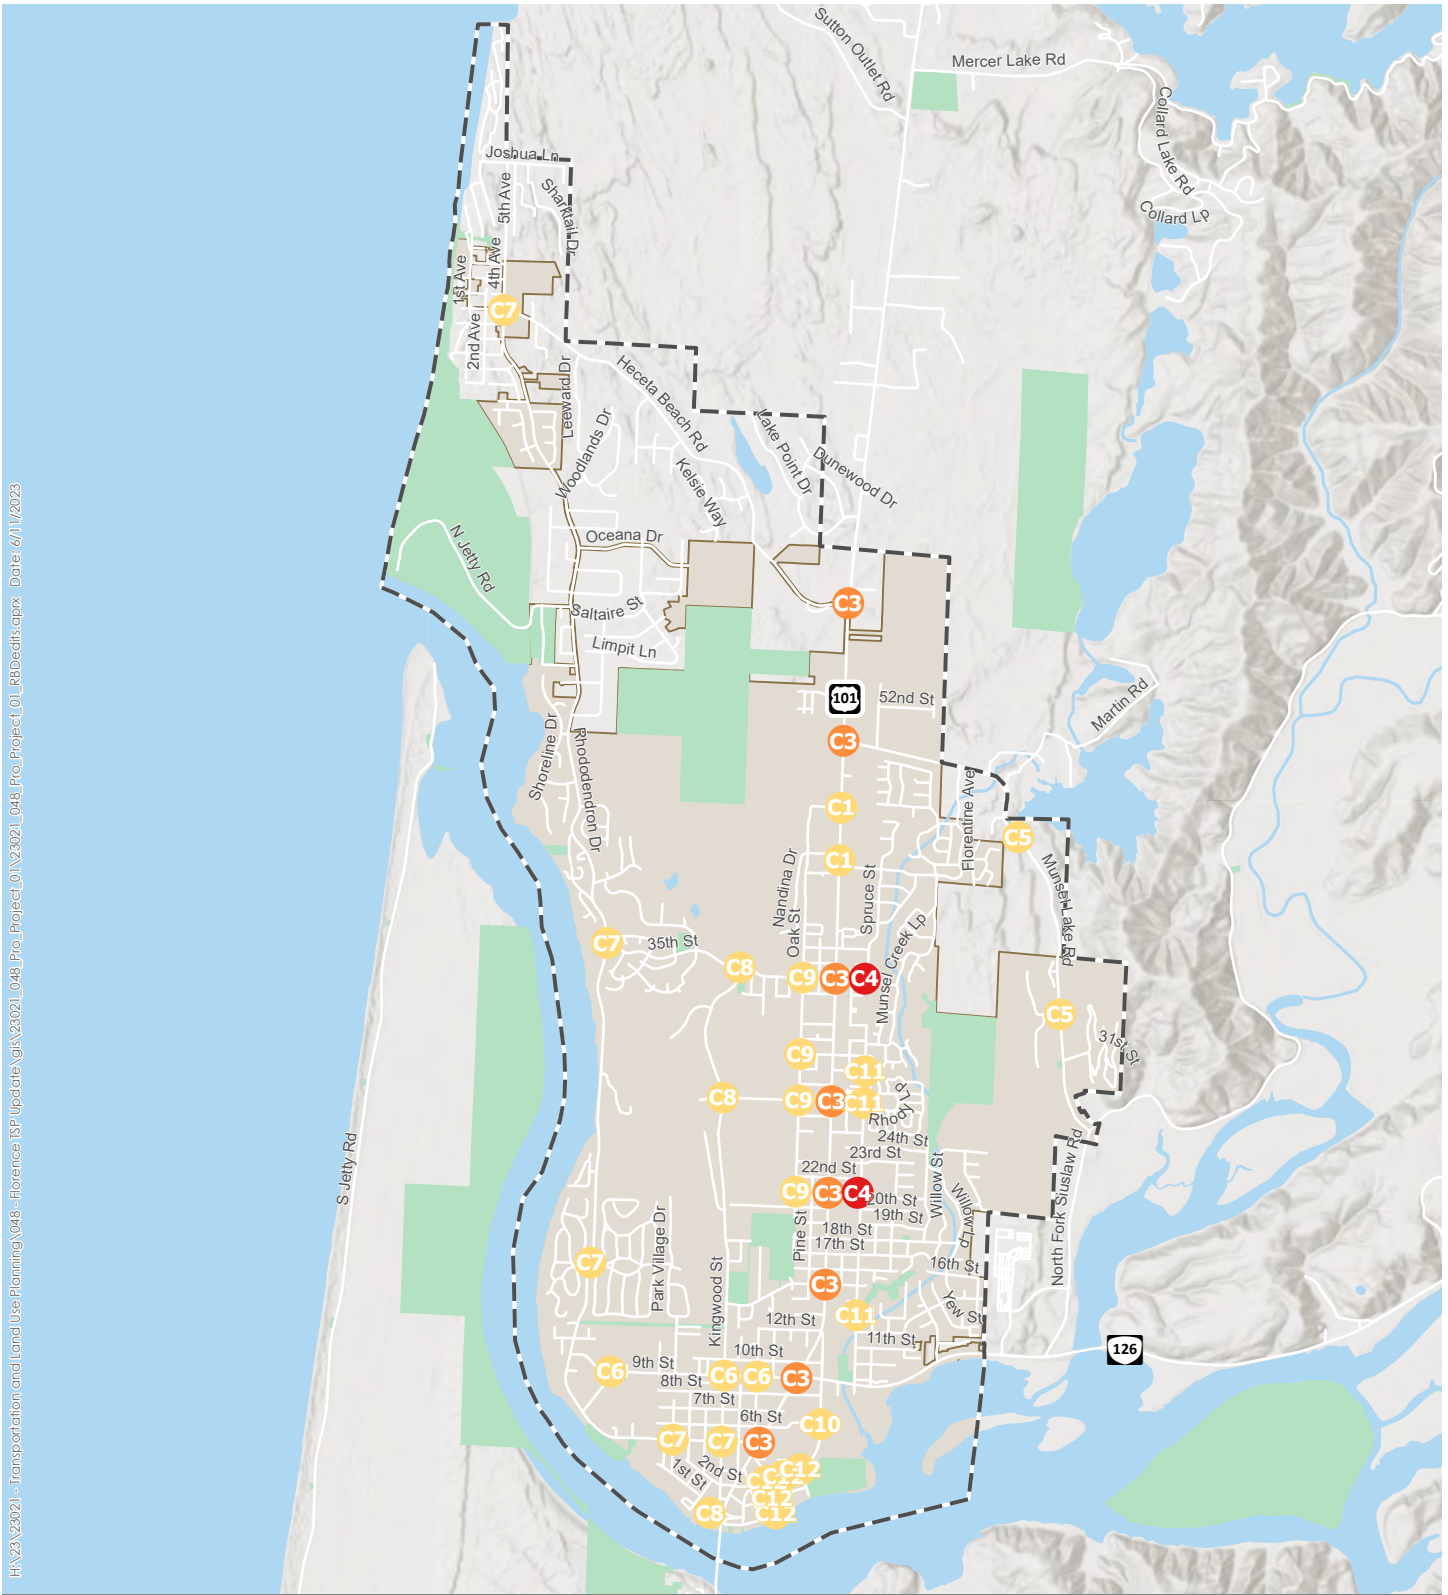 Sutton Outlet Rd
Mercer Lake Rd
Collard Lake Rd
Collard Lp
Joshua Ln
5th Ave
Sharktail Dr
4th Ave
1st Ave
C7
2nd Ave
Leeward Dr
Heceta Beach Rd
Woodlands Dr
Lake Point Dr
Dunewood Dr
Kelsie Way
N Jetty Rd
Oceana Dr
Saltaire St
C3
Limpit Ln
101
52nd St
Martin Rd
Shoreline Dr
Rhododendron Dr
C3
Florentine Ave
C1
C5
C1
Nandina Dr
Spruce St
Munsel Lake Rd
Oak St
Munsel Creek Lp
C7
35th St
C8
C9
C3
C4
C5
31st St
C9
C11
C8
C9
C3
C11
Rhody Lp
24th St
23rd St
22nd St
S Jetty Rd
Willow St
Willow Lp
North Fork Siuslaw Rd
C9
C3
C4
20th St
19th St
18th St
17th St
Pine St
Park Village Dr
C7
16th St
C3
Kingwood St
Yew St
12th St
C11
11th St
126
10th St
9th St
C6
C6
C6
C3
8th St
7th St
6th St
C10
C7
C7
C3
1st St
2nd St
C12
C12
C12
C12
C12
C8
H:\23\23021 - Transportation and Land Use Planning\048 - Florence TSP Update\gis\23021_048_Pro_Project_01\23021_048_Pro_Project_01_RBDedits.aprx Date: 6/11/2023